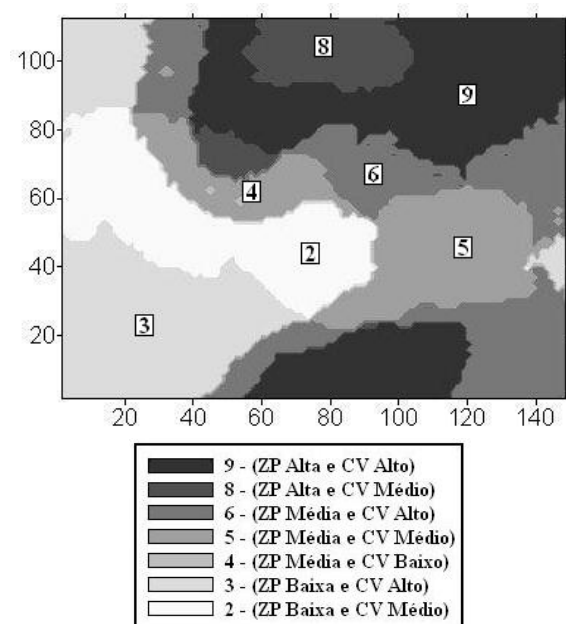 100
80
60
40
20
20 40 60 80 100 120 140
8
9
6
4
5
2
3
9 - (ZP Alta e CV Alto)
8 - (ZP Alta e CV Médio)
6 - (ZP Média e CV Alto)
5 - (ZP Média e CV Médio)
4 - (ZP Média e CV Baixo)
3 - (ZP Baixa e CV Alto)
2 - (ZP Baixa e CV Médio)